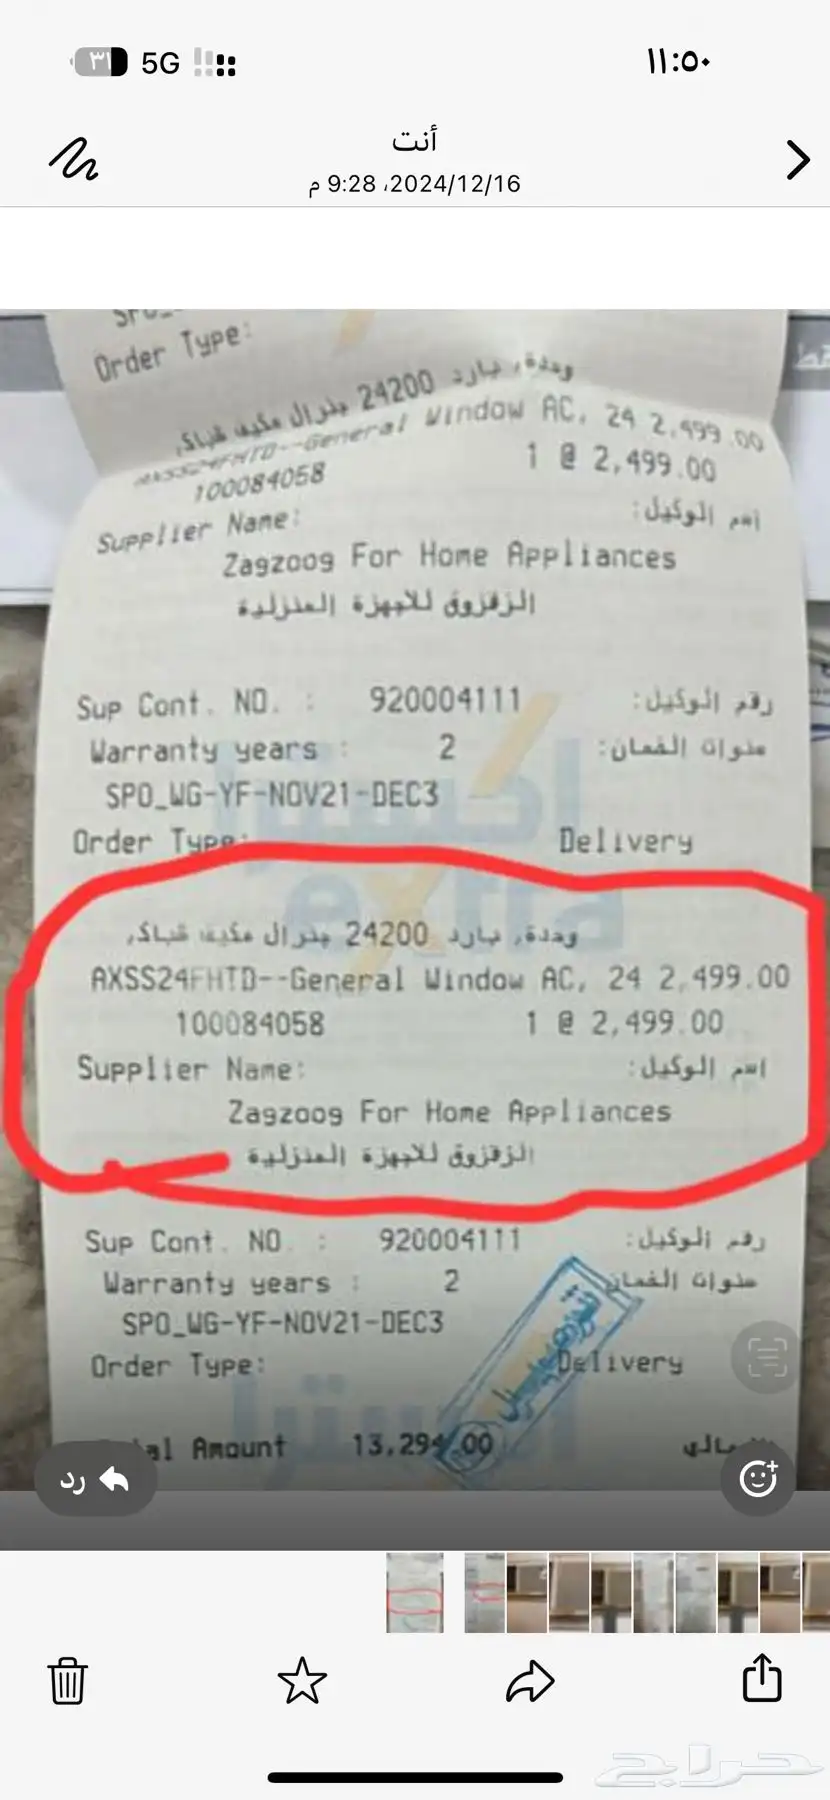 ٣١ 5G ١١:٥٠
أنت
2024/12/16، 9:28 م
Order Type:
وحدة, بارد 24200 جنرال مكيف شباك,
AXSS24FHTD--General Window AC, 24 2,499.00
100084058 1 @ 2,499.00
Supplier Name: اسم الوكيل:
Zagzoog For Home Appliances
الزقزوق للاجهزة المنزلية
Sup Cont. NO. : 920004111 رقم الوكيل:
Warranty years : 2 سنوات الضمان:
SPO_WG-YF-NOV21-DEC3
Order Type: Delivery
اكسترا
extra
وحدة, بارد 24200 جنرال مكيف شباك,
AXSS24FHTD--General Window AC, 24 2,499.00
100084058 1 @ 2,499.00
Supplier Name: اسم الوكيل:
Zagzoog For Home Appliances
الزقزوق للاجهزة المنزلية
Sup Cont. NO. : 920004111 رقم الوكيل:
Warranty years : 2 سنوات الضمان:
SPO_WG-YF-NOV21-DEC3
Order Type: Delivery
Amount 13,294.00
رد
حراج